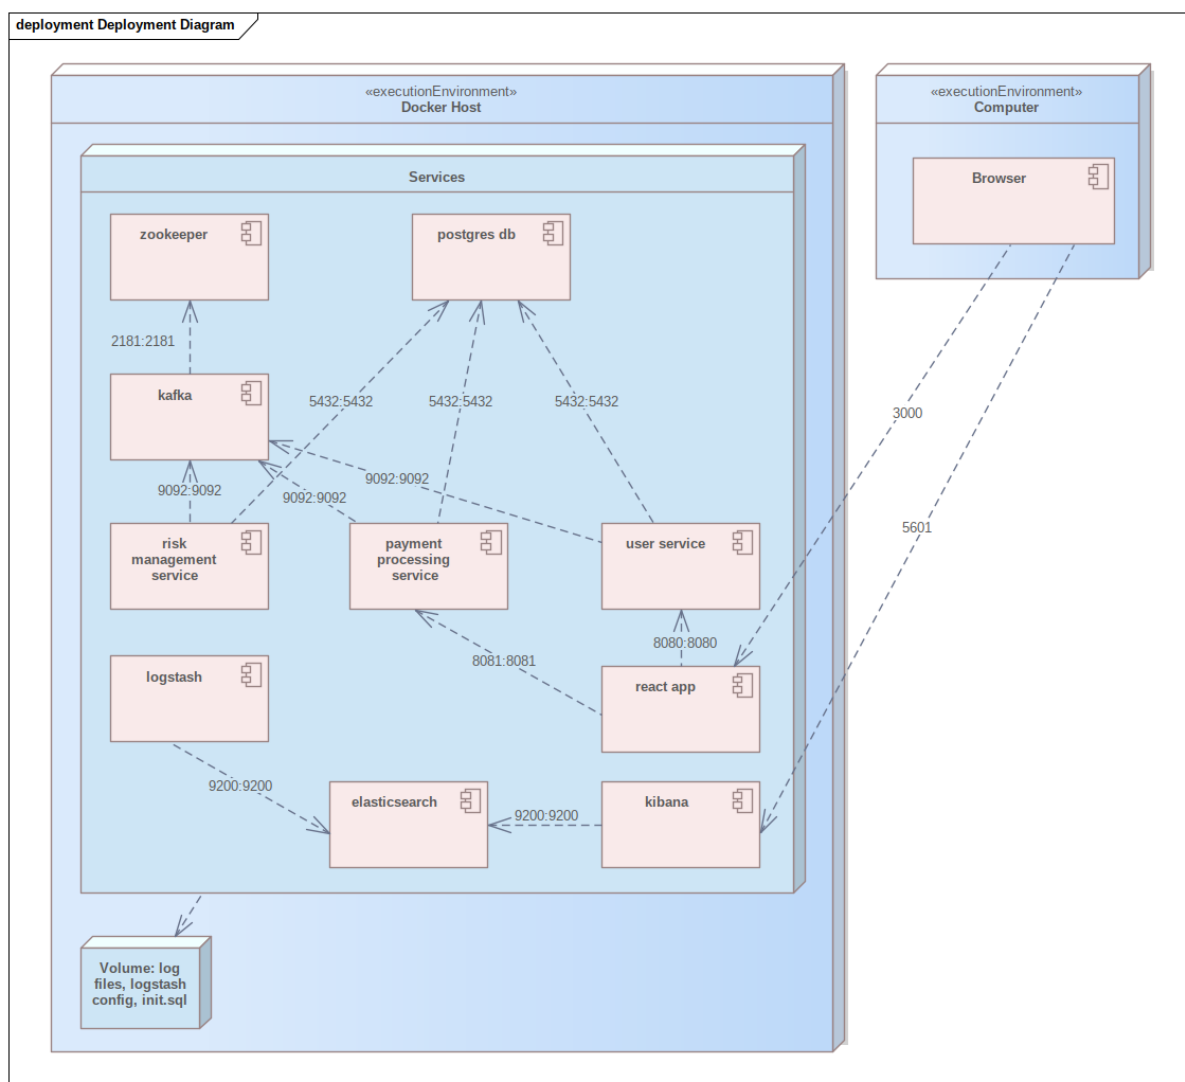 deployment Deployment Diagram
«executionEnvironment»
Docker Host
«executionEnvironment»
Computer
Services
Browser
zookeeper
postgres db
2181:2181
kafka
5432:5432
5432:5432
5432:5432
3000
9092:9092
9092:9092
9092:9092
5601
risk
management
service
payment
processing
service
user service
8080:8080
8081:8081
logstash
react app
9200:9200
elasticsearch
9200:9200
kibana
Volume: log
files, logstash
config, init.sql